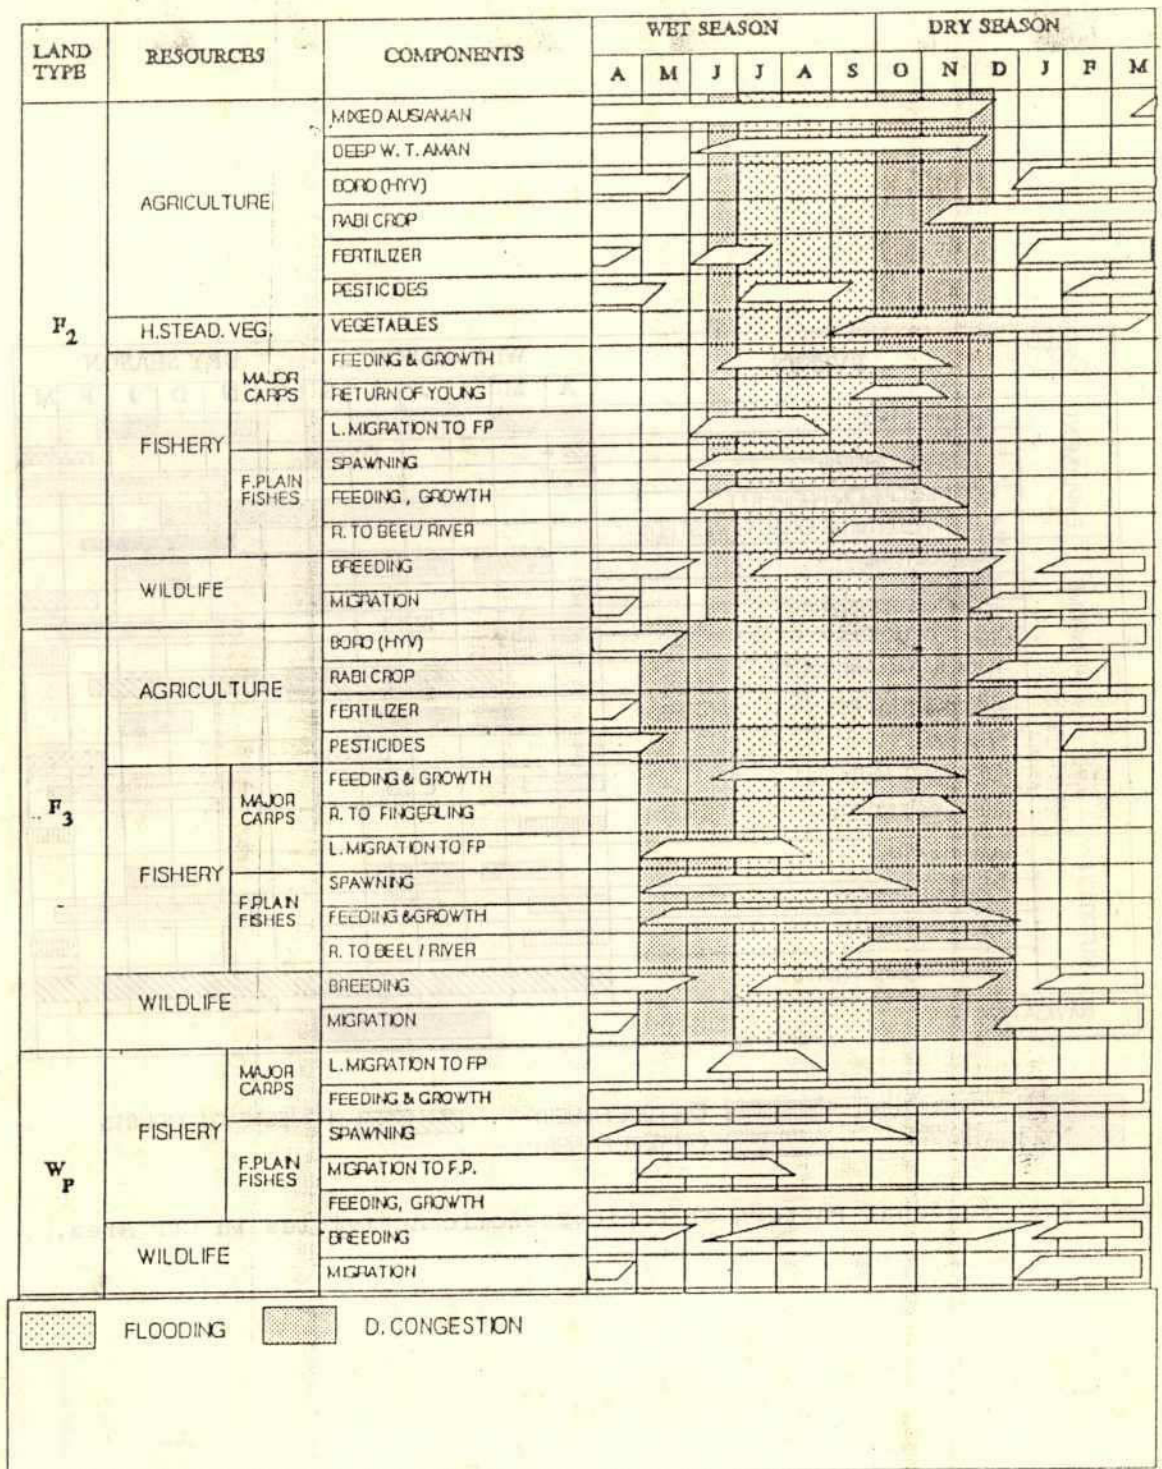 LAND TYPE RESOURCES COMPONENTS WET SEASON DRY SEASON
A M J J A S O N D J F M
F2
AGRICULTURE
MIXED AUS/AMAN
DEEP W. T. AMAN
BORO (HYV)
RABI CROP
FERTILIZER
PESTICIDES
H.STEAD. VEG. VEGETABLES
FISHERY
MAJOR CARPS
FEEDING & GROWTH
RETURN OF YOUNG
L. MIGRATION TO FP
F.PLAIN FISHES
SPAWNING
FEEDING , GROWTH
R. TO BEEL/ RIVER
WILDLIFE
BREEDING
MIGRATION
F3
AGRICULTURE
BORO (HYV)
RABI CROP
FERTILIZER
PESTICIDES
FISHERY
MAJOR CARPS
FEEDING & GROWTH
R. TO FINGERLING
L. MIGRATION TO FP
F.PLAIN FISHES
SPAWNING
FEEDING &GROWTH
R. TO BEEL / RIVER
WILDLIFE
BREEDING
MIGRATION
WP
FISHERY
MAJOR CARPS
L. MIGRATION TO FP
FEEDING & GROWTH
F.PLAIN FISHES
SPAWNING
MIGRATION TO F.P.
FEEDING, GROWTH
WILDLIFE
BREEDING
MIGRATION
FLOODING D. CONGESTION